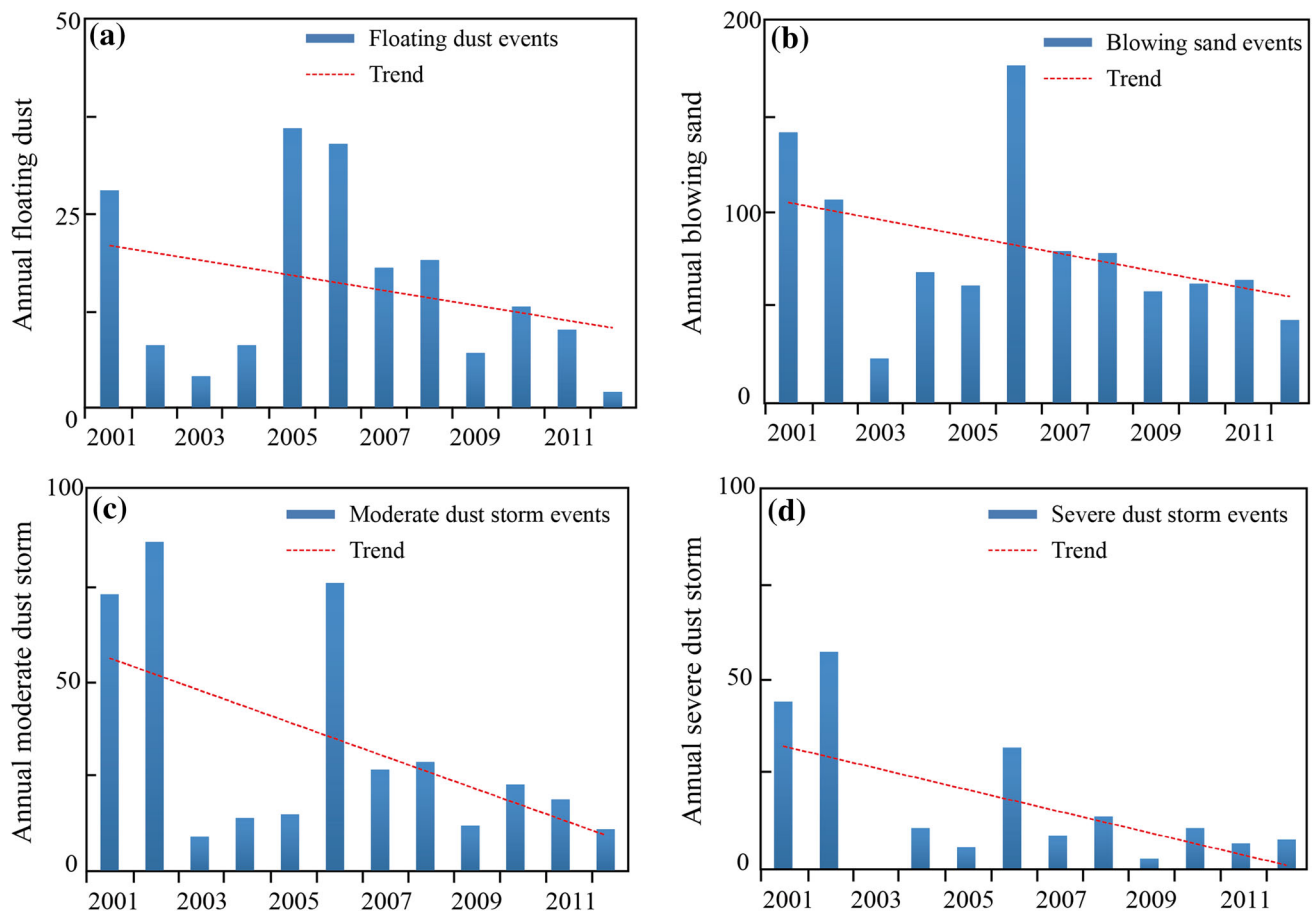 50
(a)
Floating dust events
Trend
Annual floating dust
25
0
2001 2003 2005 2007 2009 2011
200
(b)
Blowing sand events
Trend
Annual blowing sand
100
0
2001 2003 2005 2007 2009 2011
100
(c)
Moderate dust storm events
Trend
Annual moderate dust storm
50
0
2001 2003 2005 2007 2009 2011
100
(d)
Severe dust storm events
Trend
Annual severe dust storm
50
0
2001 2003 2005 2007 2009 2011